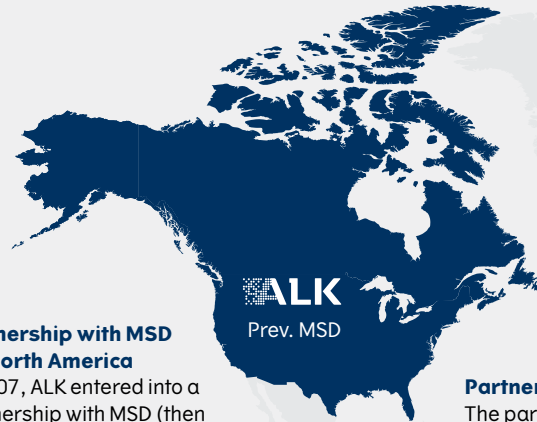 ALK
Prev. MSD
nership with MSD
orth America
07, ALK entered into a
nership with MSD (then
Partner
The par